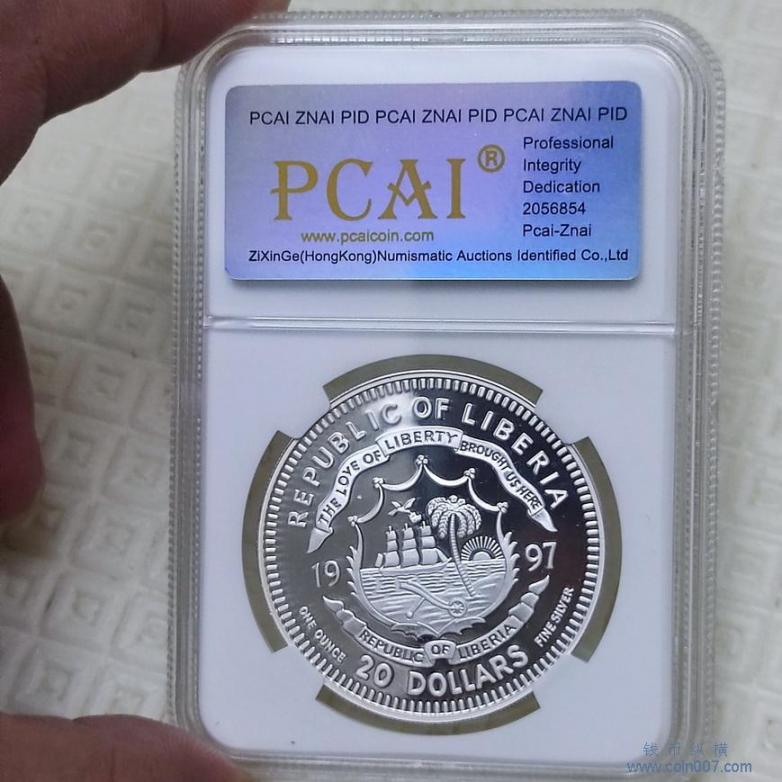 PCAI ZNAI PID PCAI ZNAI PID PCAI ZNAI PID
PCAI®
www.pcaicoin.com
Professional
Integrity
Dedication
2056854
Pcai-Znai
ZiXinGe(HongKong)Numismatic Auctions Identified Co.,Ltd
REPUBLIC OF LIBERIA
THE LOVE OF LIBERTY BROUGHT US HERE
1997
REPUBLIC OF LIBERIA
ONE OUNCE
20 DOLLARS
FINE SILVER
钱币纵横
www.coin007.com